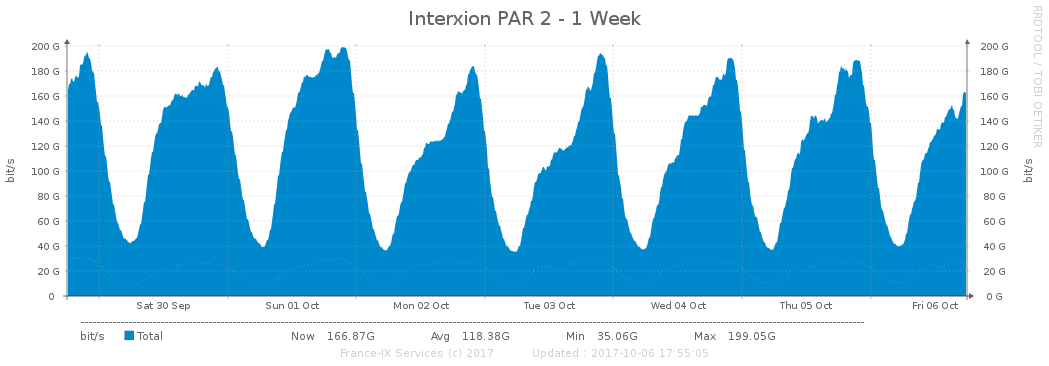 Interxion PAR 2 - 1 Week
RRDTOOL / TOBI OETIKER
200 G 200 G
180 G 180 G
160 G 160 G
140 G 140 G
120 G 120 G
100 G 100 G
80 G 80 G
60 G 60 G
40 G 40 G
20 G 20 G
0 0 G
bit/s
bit/s
Sat 30 Sep Sun 01 Oct Mon 02 Oct Tue 03 Oct Wed 04 Oct Thu 05 Oct Fri 06 Oct
bit/s Total Now 166.87G Avg 118.38G Min 35.06G Max 199.05G
France-IX Services (c) 2017 Updated : 2017-10-06 17:55:05